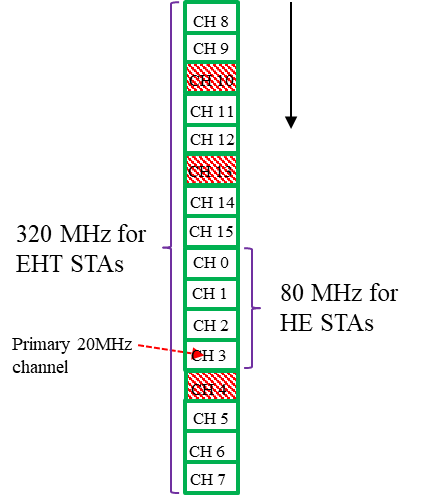 CH 8
CH 9
CH 10
CH 11
CH 12
CH 13
CH 14
CH 15
CH 0
CH 1
CH 2
CH 3
CH 4
CH 5
CH 6
CH 7
320 MHz for
EHT STAs
80 MHz for
HE STAs
Primary 20MHz
channel